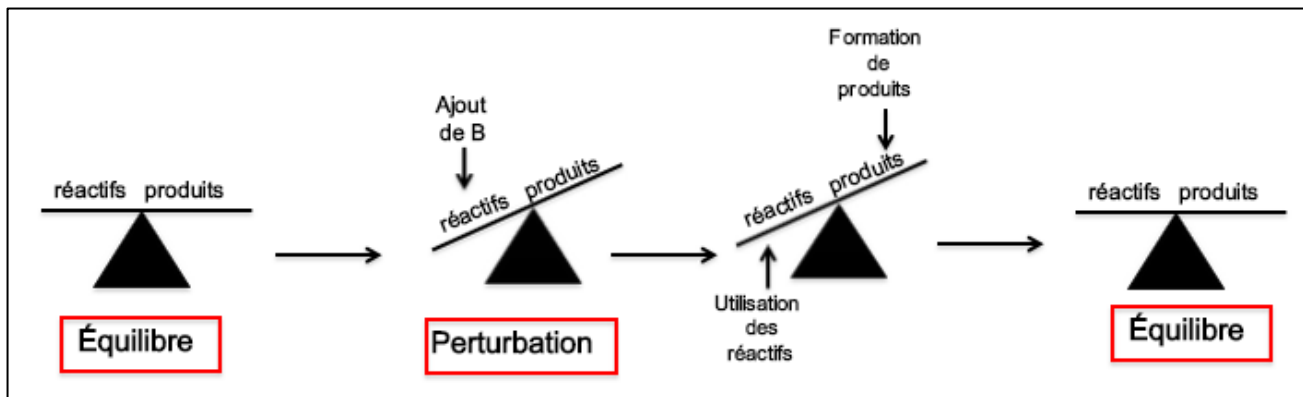 réactifs produits
Équilibre
Ajout
de B
réactifs produits
Perturbation
Formation
de
produits
réactifs produits
Utilisation
des
réactifs
réactifs produits
Équilibre